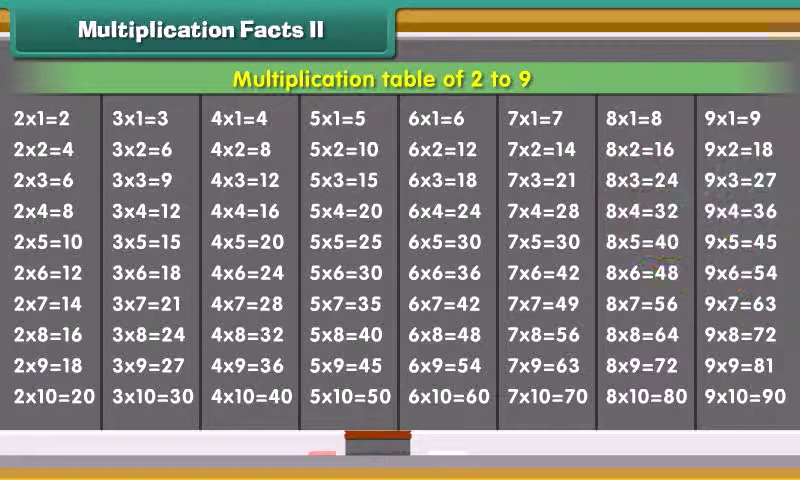 Multiplication Facts II
Multiplication table of 2 to 9
2x1=2 3x1=3 4x1=4 5x1=5 6x1=6 7x1=7 8x1=8 9x1=9
2x2=4 3x2=6 4x2=8 5x2=10 6x2=12 7x2=14 8x2=16 9x2=18
2x3=6 3x3=9 4x3=12 5x3=15 6x3=18 7x3=21 8x3=24 9x3=27
2x4=8 3x4=12 4x4=16 5x4=20 6x4=24 7x4=28 8x4=32 9x4=36
2x5=10 3x5=15 4x5=20 5x5=25 6x5=30 7x5=30 8x5=40 9x5=45
2x6=12 3x6=18 4x6=24 5x6=30 6x6=36 7x6=42 8x6=48 9x6=54
2x7=14 3x7=21 4x7=28 5x7=35 6x7=42 7x7=49 8x7=56 9x7=63
2x8=16 3x8=24 4x8=32 5x8=40 6x8=48 7x8=56 8x8=64 9x8=72
2x9=18 3x9=27 4x9=36 5x9=45 6x9=54 7x9=63 8x9=72 9x9=81
2x10=20 3x10=30 4x10=40 5x10=50 6x10=60 7x10=70 8x10=80 9x10=90